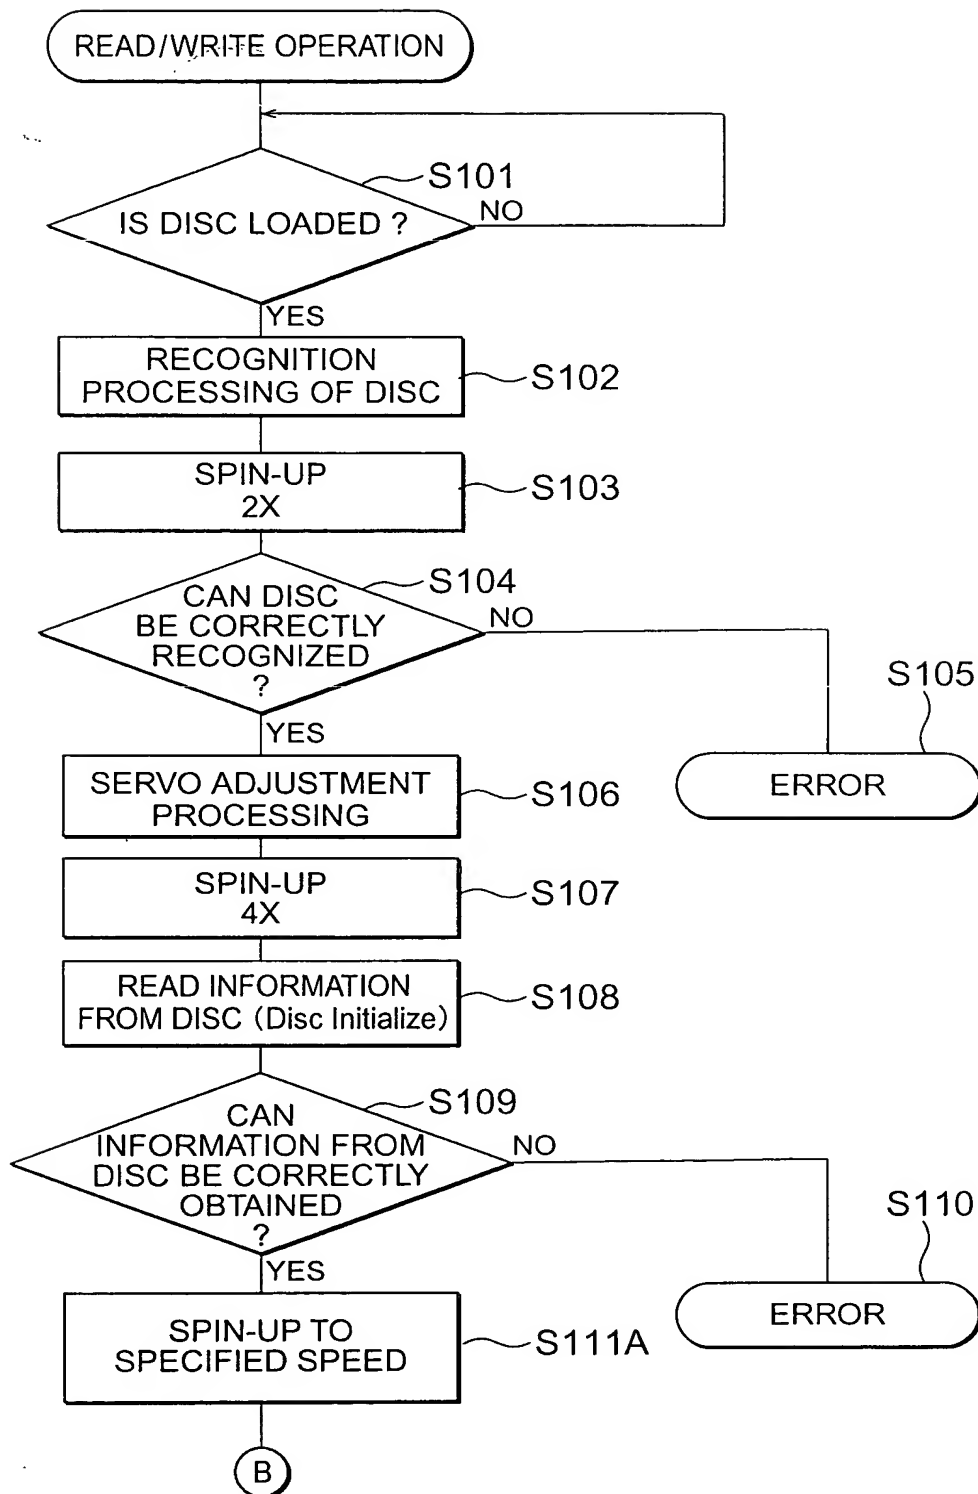 READ/WRITE OPERATION
S101
IS DISC LOADED ?
NO
YES
RECOGNITION
PROCESSING OF DISC
S102
SPIN-UP
2X
S103
S104
CAN DISC
BE CORRECTLY
RECOGNIZED
?
NO
YES
S105
ERROR
SERVO ADJUSTMENT
PROCESSING
S106
SPIN-UP
4X
S107
READ INFORMATION
FROM DISC (Disc Initialize)
S108
S109
CAN
INFORMATION FROM
DISC BE CORRECTLY
OBTAINED
?
NO
YES
S110
ERROR
SPIN-UP TO
SPECIFIED SPEED
S111A
B